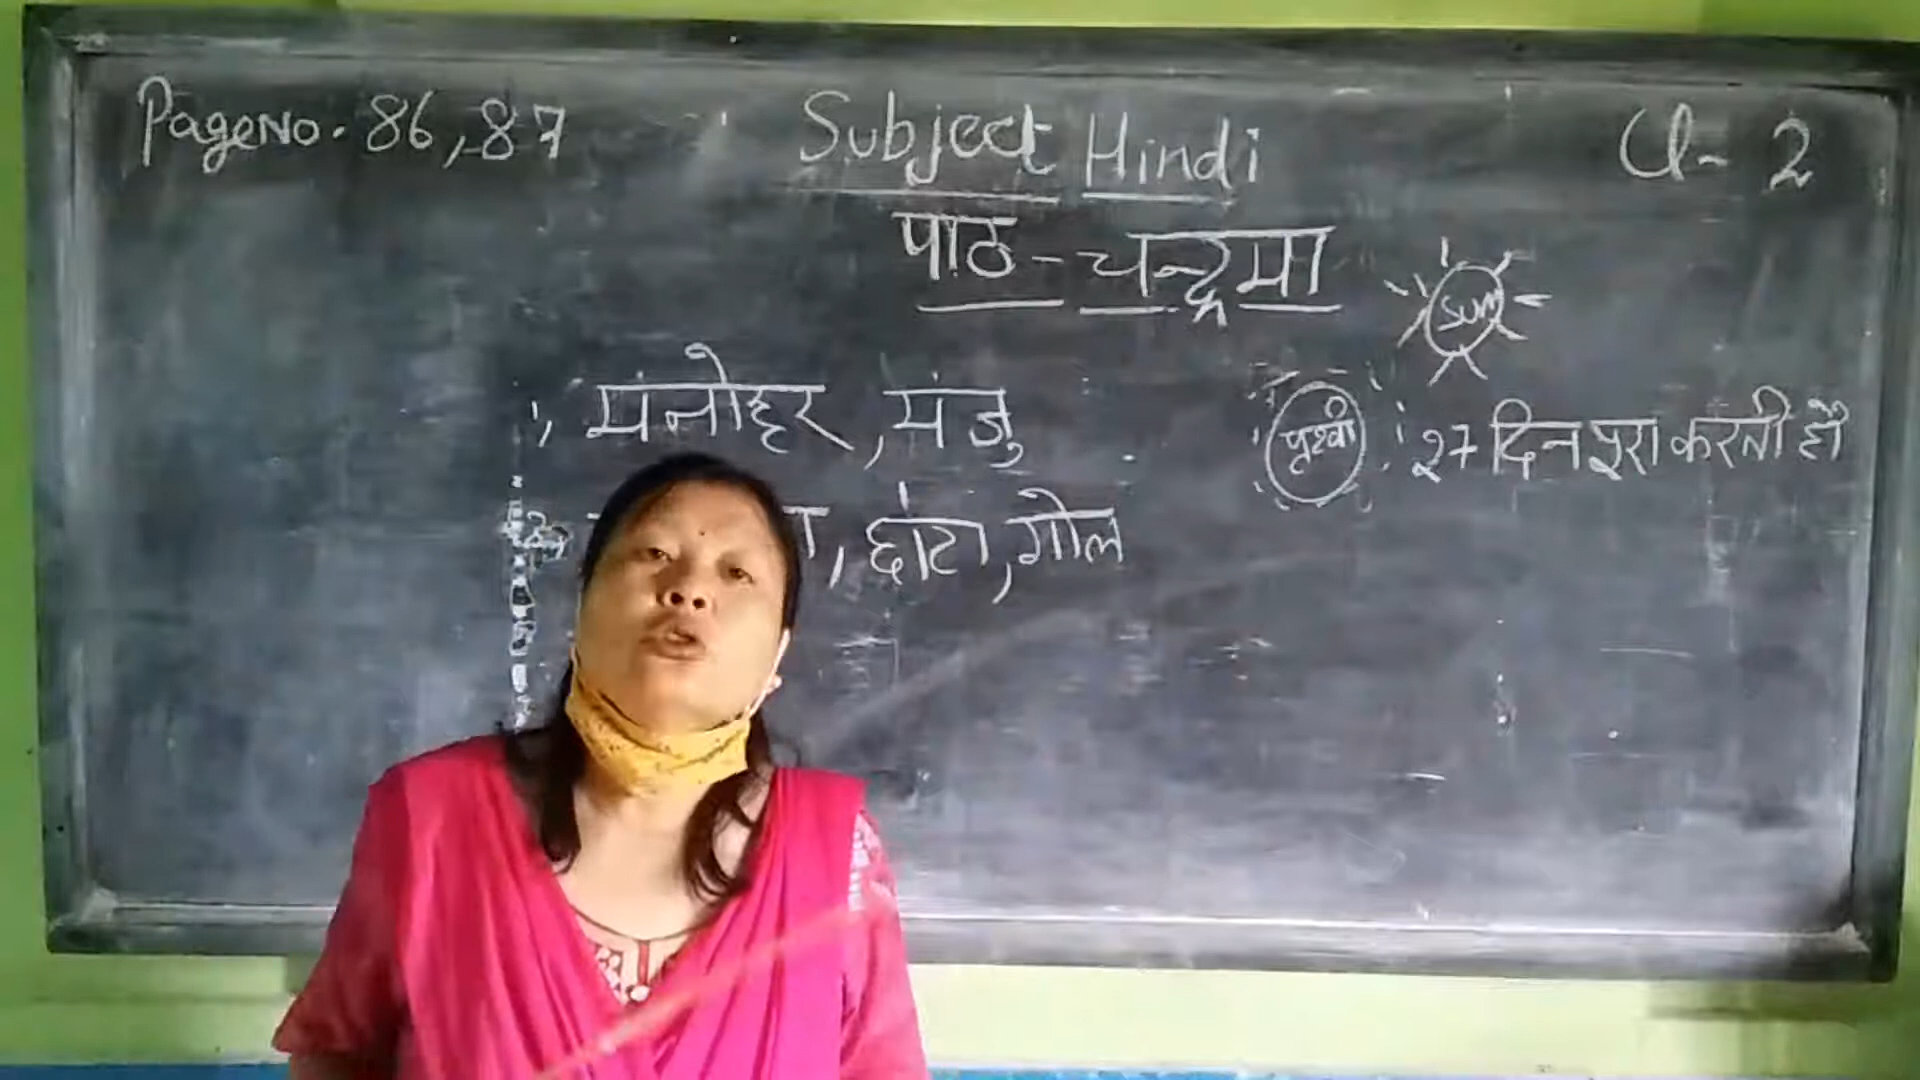 Page No. 86, 87
Subject Hindi
Cl- 2
पाठ - चन्द्रमा
sun
मनोहर, मंजु
पृथ्वी
27 दिन पुरा करती है
छोटा, गोल